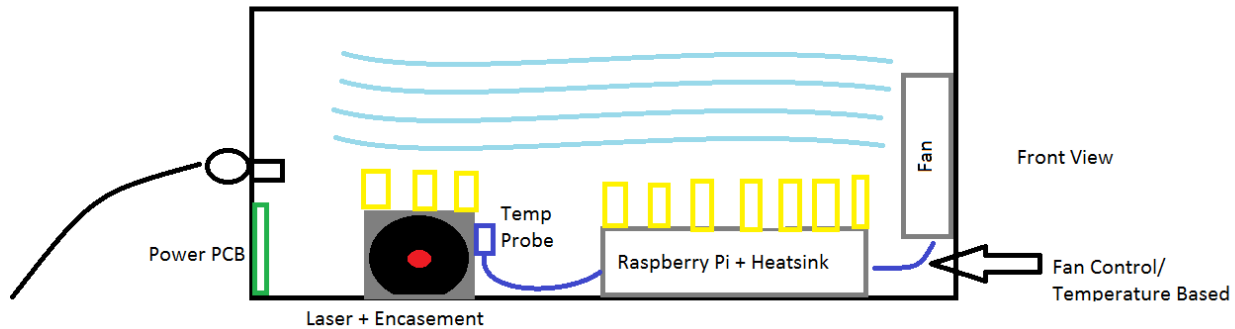 Fan
Front View
Temp
Probe
Power PCB
Raspberry Pi + Heatsink
Fan Control/
Temperature Based
Laser + Encasement